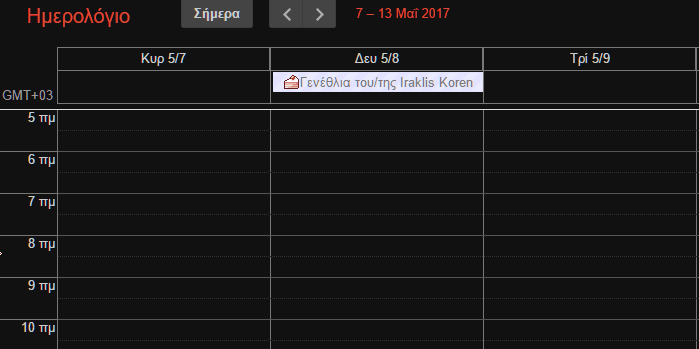 Ημερολόγιο
Σήμερα
7 – 13 Μαΐ 2017
Κυρ 5/7
Δευ 5/8
Τρί 5/9
GMT+03
Γενέθλια του/της Iraklis Koren
5 πμ
6 πμ
7 πμ
8 πμ
9 πμ
10 πμ